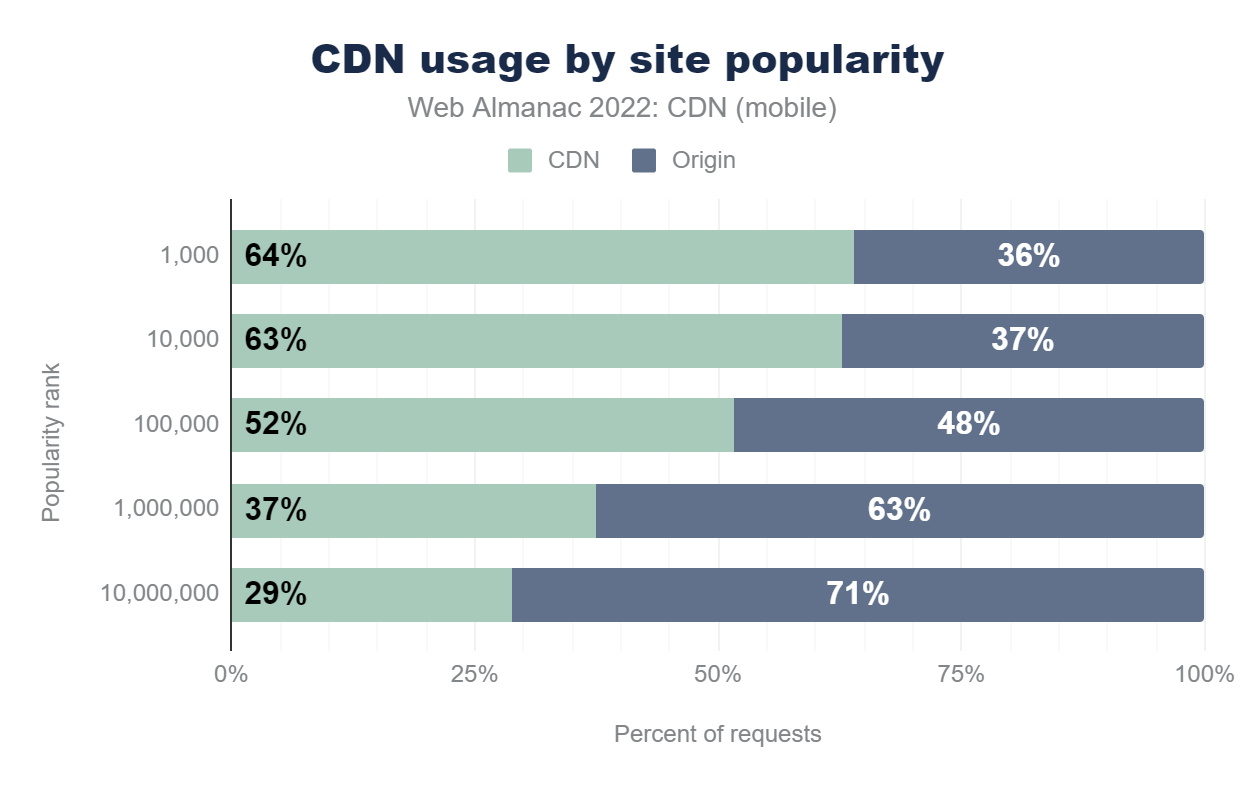 CDN usage by site popularity
Web Almanac 2022: CDN (mobile)
CDN Origin
Popularity rank
1,000 64% 36%
10,000 63% 37%
100,000 52% 48%
1,000,000 37% 63%
10,000,000 29% 71%
0% 25% 50% 75% 100%
Percent of requests